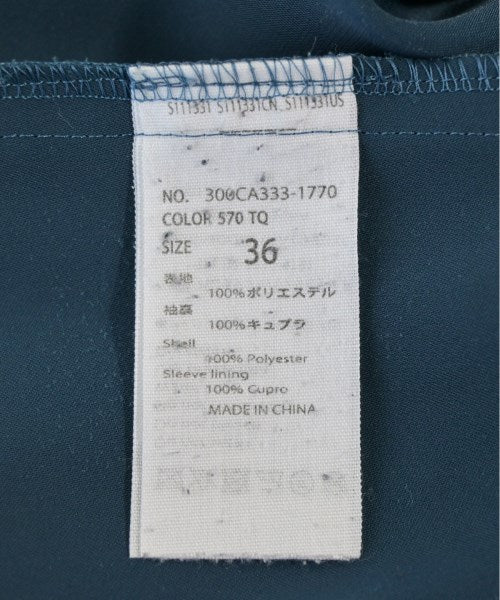 S111331 S111331CN S111331US
NO. 300CA333-1770
COLOR 570 TQ
SIZE 36
表地
100%ポリエステル
袖裏
100%キュプラ
Shell
100% Polyester
Sleeve lining
100% Cupro
MADE IN CHINA